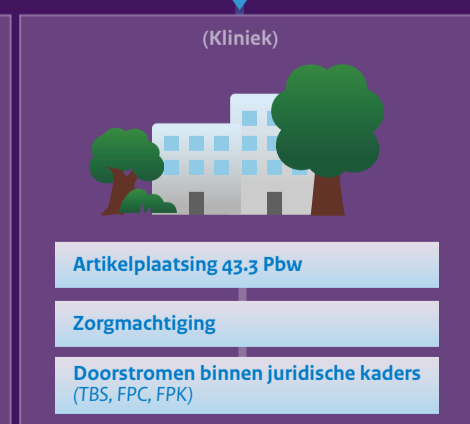 (Kliniek)
Artikelplaatsing 43.3 Pbw
Zorgmachtiging
Doorstromen binnen juridische kaders
(TBS, FPC, FPK)